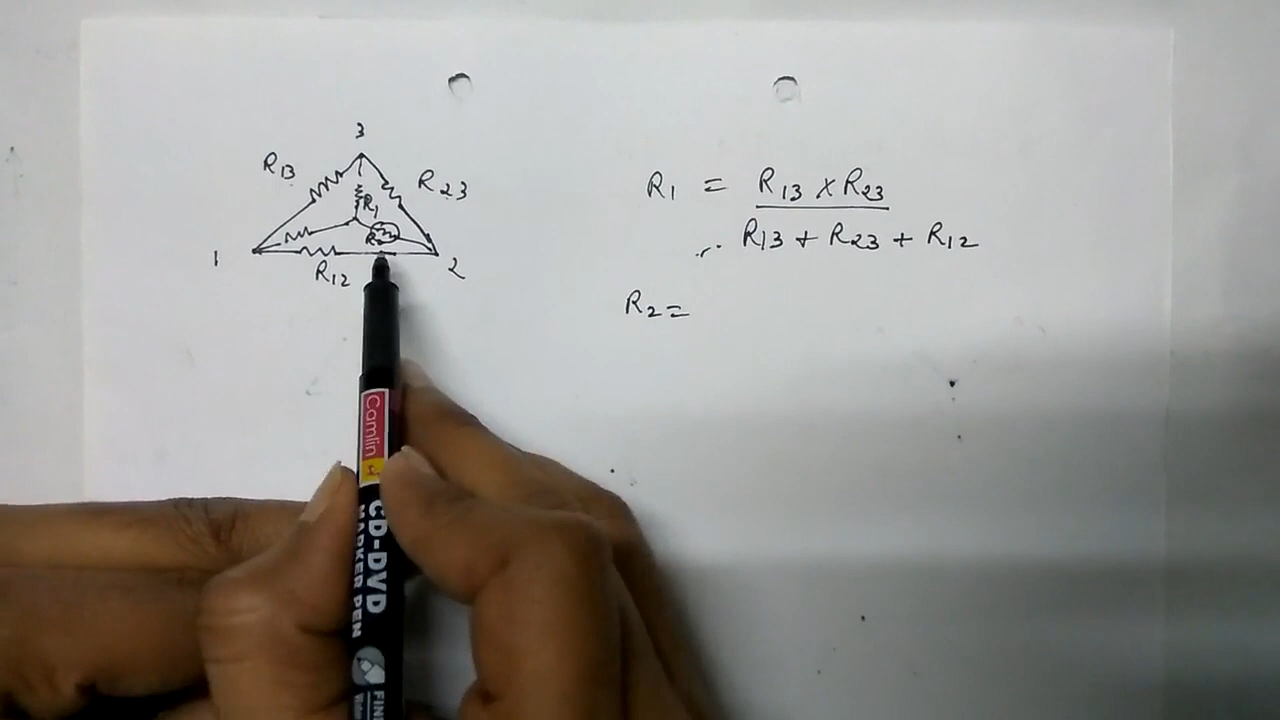 3
R13
R23
R1
R2
1
R12
2
R1 = R13 × R23
R13 + R23 + R12
R2 =
Camlin
CD-DVD
MARKER PEN